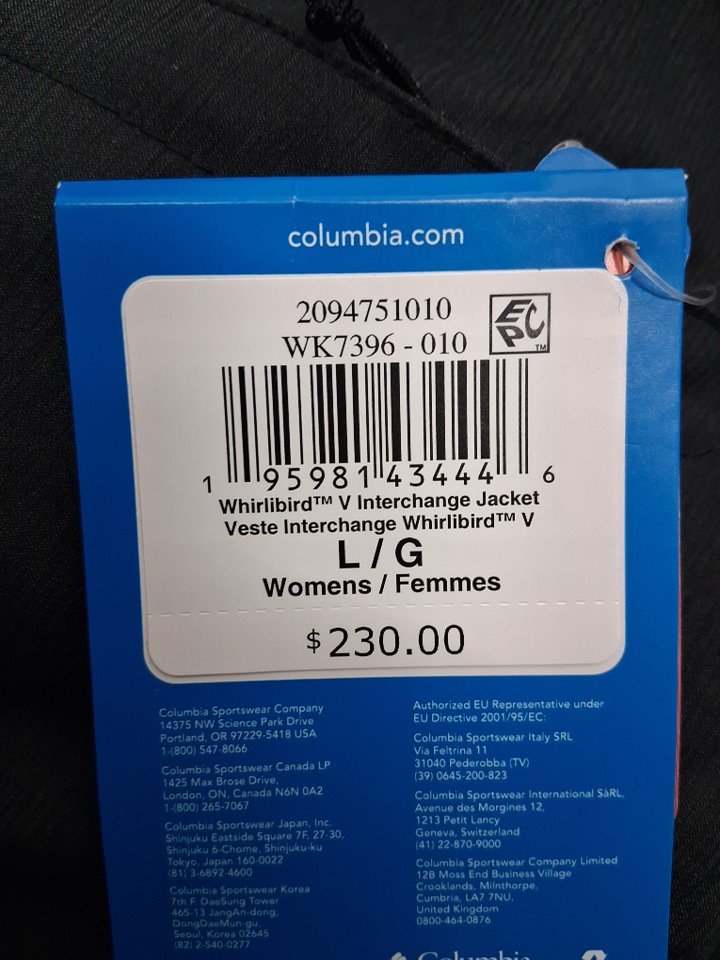 columbia.com
2094751010
WK7396 - 010
EPC
TM
1 95981 43444 6
Whirlibird™ V Interchange Jacket
Veste Interchange Whirlibird™ V
L / G
Womens / Femmes
$230.00
Columbia Sportswear Company
14375 NW Science Park Drive
Portland, OR 97229-5418 USA
1-(800) 547-8066
Columbia Sportswear Canada LP
1425 Max Brose Drive,
London, ON, Canada N6N 0A2
1-(800) 265-7067
Columbia Sportswear Japan, Inc.
Shinjuku Eastside Square 7F, 27-30,
Shinjuku 6-Chome, Shinjuku-ku
Tokyo, Japan 160-0022
(81) 3-6892-4600
Columbia Sportswear Korea
7th F. DaeSung Tower
465-13 JangAn-dong,
DongDaeMun-gu,
Seoul, Korea 02645
(82) 2-540-0277
Authorized EU Representative under
EU Directive 2001/95/EC:
Columbia Sportswear Italy SRL
Via Feltrina 11
31040 Pederobba (TV)
(39) 0645-200-823
Columbia Sportswear International SàRL,
Avenue des Morgines 12,
1213 Petit Lancy
Geneva, Switzerland
(41) 22-870-9000
Columbia Sportswear Company Limited
12B Moss End Business Village
Crooklands, Milnthorpe,
Cumbria, LA7 7NU,
United Kingdom
0800-464-0876
Columbia